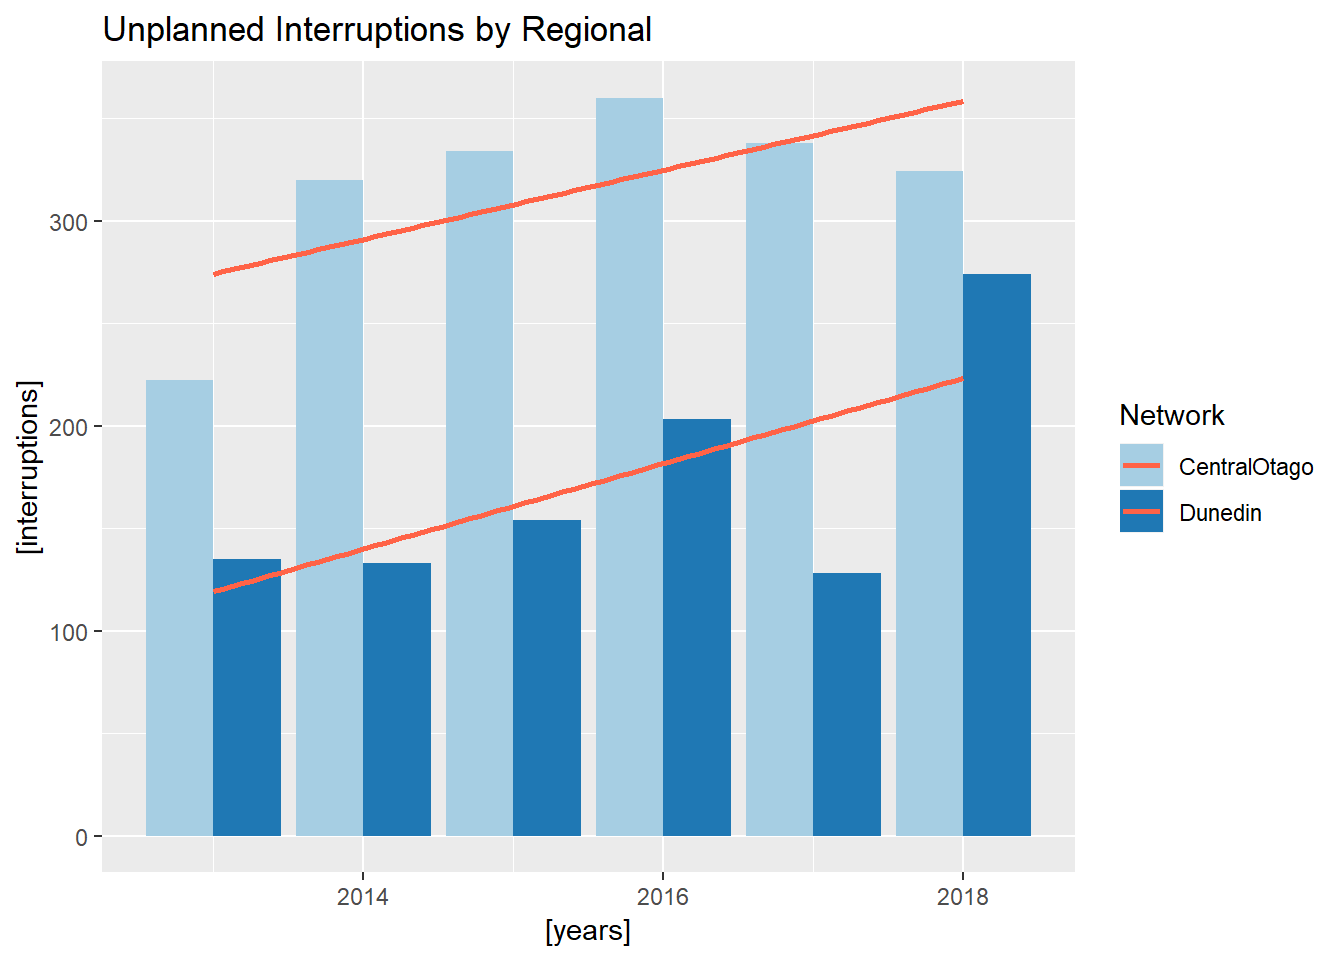 Unplanned Interruptions by Regional
[interruptions]
300
200
100
0
2014
2016
2018
[years]
Network
CentralOtago
Dunedin